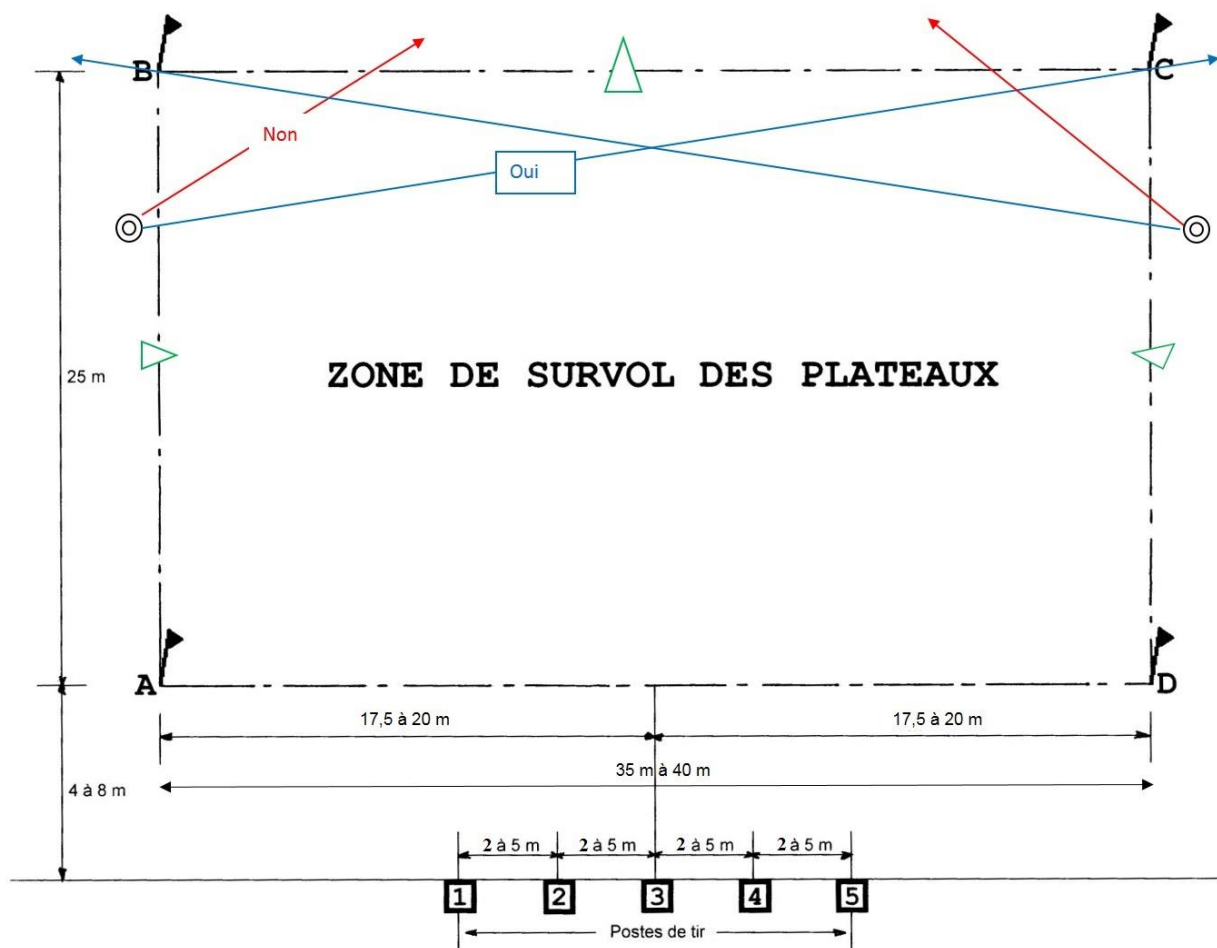 B
C
Non
Oui
25 m
ZONE DE SURVOL DES PLATEAUX
A
D
17,5 à 20 m
17,5 à 20 m
35 m à 40 m
4 à 8 m
2 à 5 m
2 à 5 m
2 à 5 m
2 à 5 m
1
2
3
4
5
Postes de tir